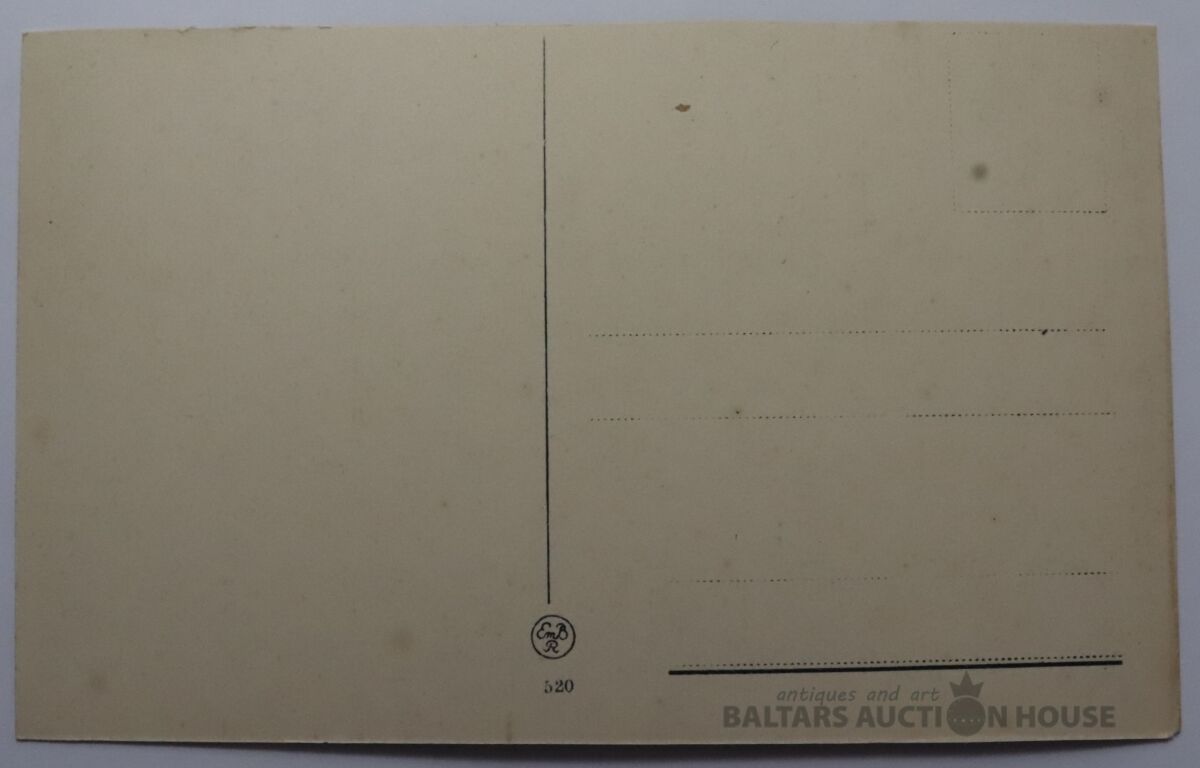 EmB
R
520
antiques and art
BALTARS AUCTION HOUSE